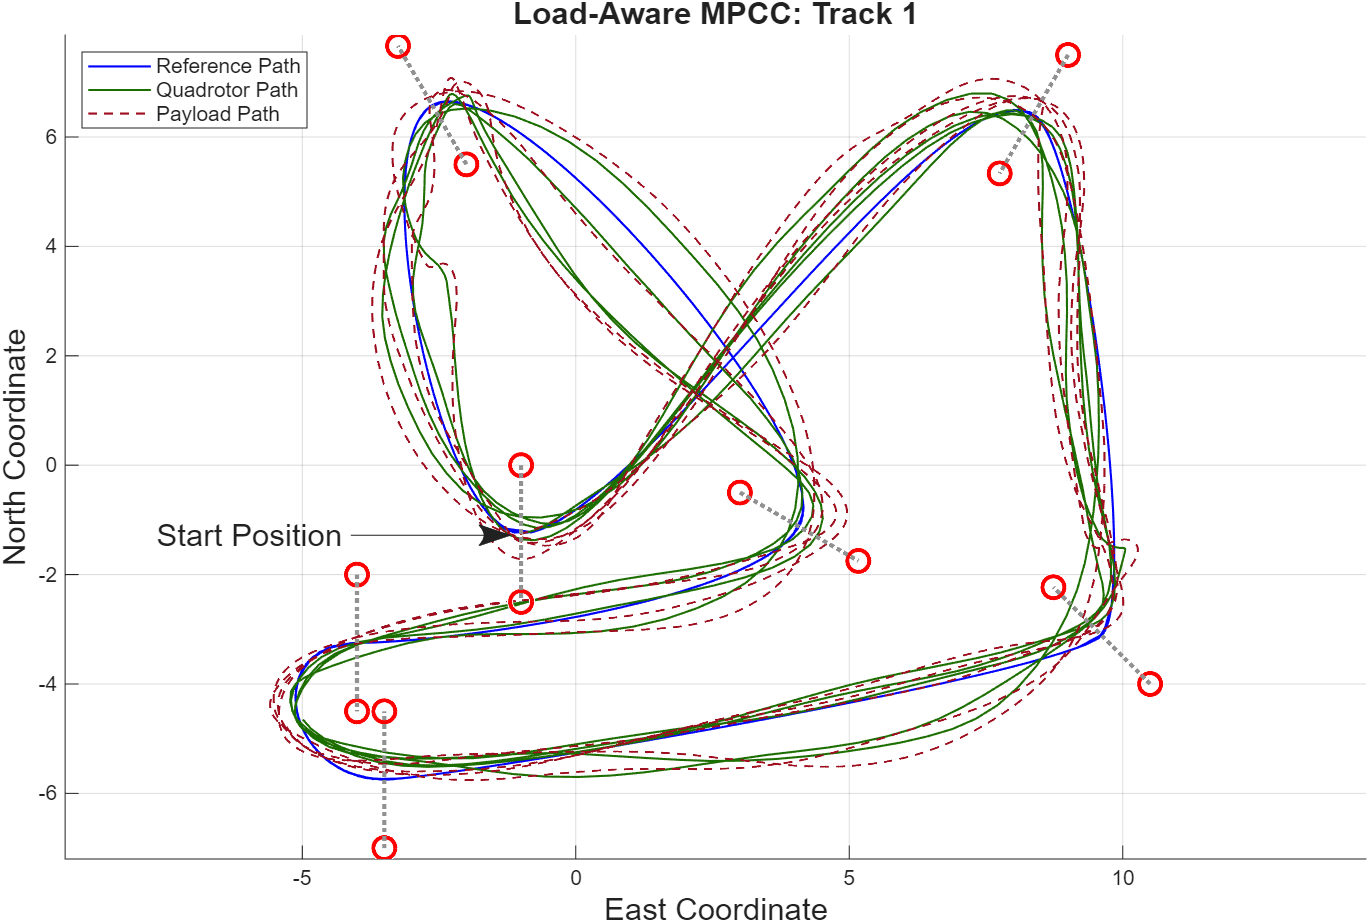 Load-Aware MPCC: Track 1
Reference Path
Quadrotor Path
Payload Path
North Coordinate
6
4
2
0
-2
-4
-6
Start Position
-5
0
5
10
East Coordinate